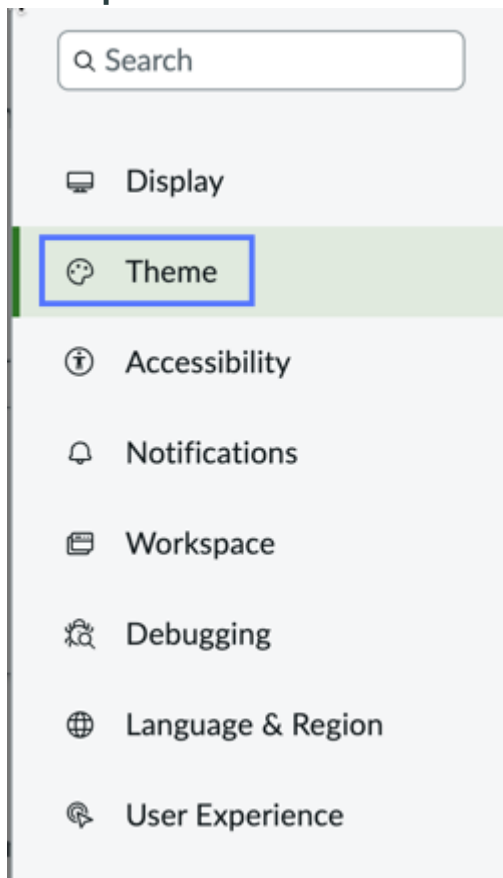 Search
Display
Theme
Accessibility
Notifications
Workspace
Debugging
Language & Region
User Experience